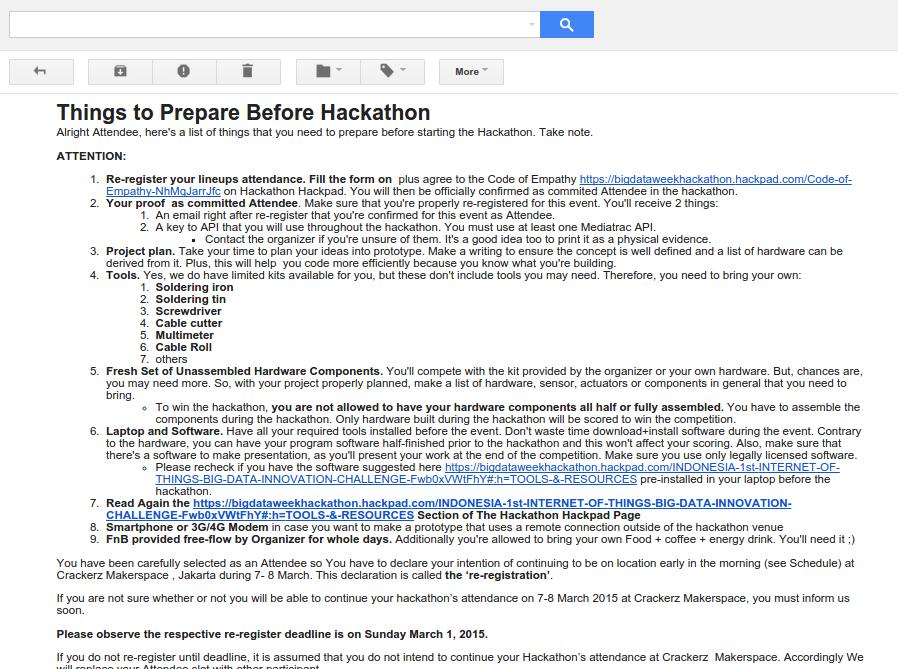 More
Things to Prepare Before Hackathon
Alright Attendee, here's a list of things that you need to prepare before starting the Hackathon. Take note.
ATTENTION:
1. Re-register your lineups attendance. Fill the form on plus agree to the Code of Empathy https://bigdataweekhackathon.hackpad.com/Code-of-
Empathy-NhMqJarrJfc on Hackathon Hackpad. You will then be officially confirmed as commited Attendee in the hackathon.
2. Your proof as committed Attendee. Make sure that you're properly re-registered for this event. You'll receive 2 things:
1. An email right after re-register that you're confirmed for this event as Attendee.
2. A key to API that you will use throughout the hackathon. You must use at least one Mediatrac API.
▪ Contact the organizer if you're unsure of them. It's a good idea too to print it as a physical evidence.
3. Project plan. Take your time to plan your ideas into prototype. Make a writing to ensure the concept is well defined and a list of hardware can be
derived from it. Plus, this will help you code more efficiently because you know what you're building.
4. Tools. Yes, we do have limited kits available for you, but these don't include tools you may need. Therefore, you need to bring your own:
1. Soldering iron
2. Soldering tin
3. Screwdriver
4. Cable cutter
5. Multimeter
6. Cable Roll
7. others
5. Fresh Set of Unassembled Hardware Components. You'll compete with the kit provided by the organizer or your own hardware. But, chances are,
you may need more. So, with your project properly planned, make a list of hardware, sensor, actuators or components in general that you need to
bring.
◦ To win the hackathon, you are not allowed to have your hardware components all half or fully assembled. You have to assemble the
components during the hackathon. Only hardware built during the hackathon will be scored to win the competition.
6. Laptop and Software. Have all your required tools installed before the event. Don't waste time download+install software during the event. Contrary
to the hardware, you can have your program software half-finished prior to the hackathon and this won't affect your scoring. Also, make sure that
there's a software to make presentation, as you'll present your work at the end of the competition. Make sure you use only legally licensed software.
◦ Please recheck if you have the software suggested here https://bigdataweekhackathon.hackpad.com/INDONESIA-1st-INTERNET-OF-
THINGS-BIG-DATA-INNOVATION-CHALLENGE-Fwb0xVWtFhY#:h=TOOLS-&-RESOURCES pre-installed in your laptop before the
hackathon.
7. Read Again the https://bigdataweekhackathon.hackpad.com/INDONESIA-1st-INTERNET-OF-THINGS-BIG-DATA-INNOVATION-
CHALLENGE-Fwb0xVWtFhY#:h=TOOLS-&-RESOURCES Section of The Hackathon Hackpad Page
8. Smartphone or 3G/4G Modem in case you want to make a prototype that uses a remote connection outside of the hackathon venue
9. FnB provided free-flow by Organizer for whole days. Additionally you're allowed to bring your own Food + coffee + energy drink. You'll need it ;)
You have been carefully selected as an Attendee so You have to declare your intention of continuing to be on location early in the morning (see Schedule) at
Crackerz Makerspace , Jakarta during 7- 8 March. This declaration is called the ‘re-registration’.
If you are not sure whether or not you will be able to continue your hackathon’s attendance on 7-8 March 2015 at Crackerz Makerspace, you must inform us
soon.
Please observe the respective re-register deadline is on Sunday March 1, 2015.
If you do not re-register until deadline, it is assumed that you do not intend to continue your Hackathon’s attendance at Crackerz Makerspace. Accordingly We
will replace your Attendee slot with other participant.